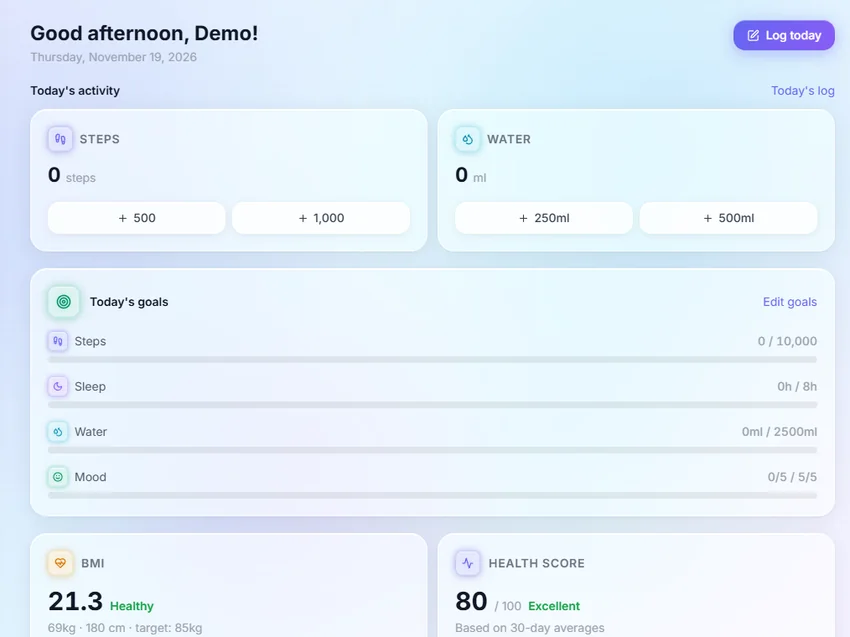 Good afternoon, Demo!
Thursday, November 19, 2026
Log today
Today's activity
Today's log
STEPS
0 steps
+ 500
+ 1,000
WATER
0 ml
+ 250ml
+ 500ml
Today's goals
Edit goals
Steps
0 / 10,000
Sleep
0h / 8h
Water
0ml / 2500ml
Mood
0/5 / 5/5
BMI
21.3 Healthy
69kg · 180 cm · target: 85kg
HEALTH SCORE
80 / 100 Excellent
Based on 30-day averages